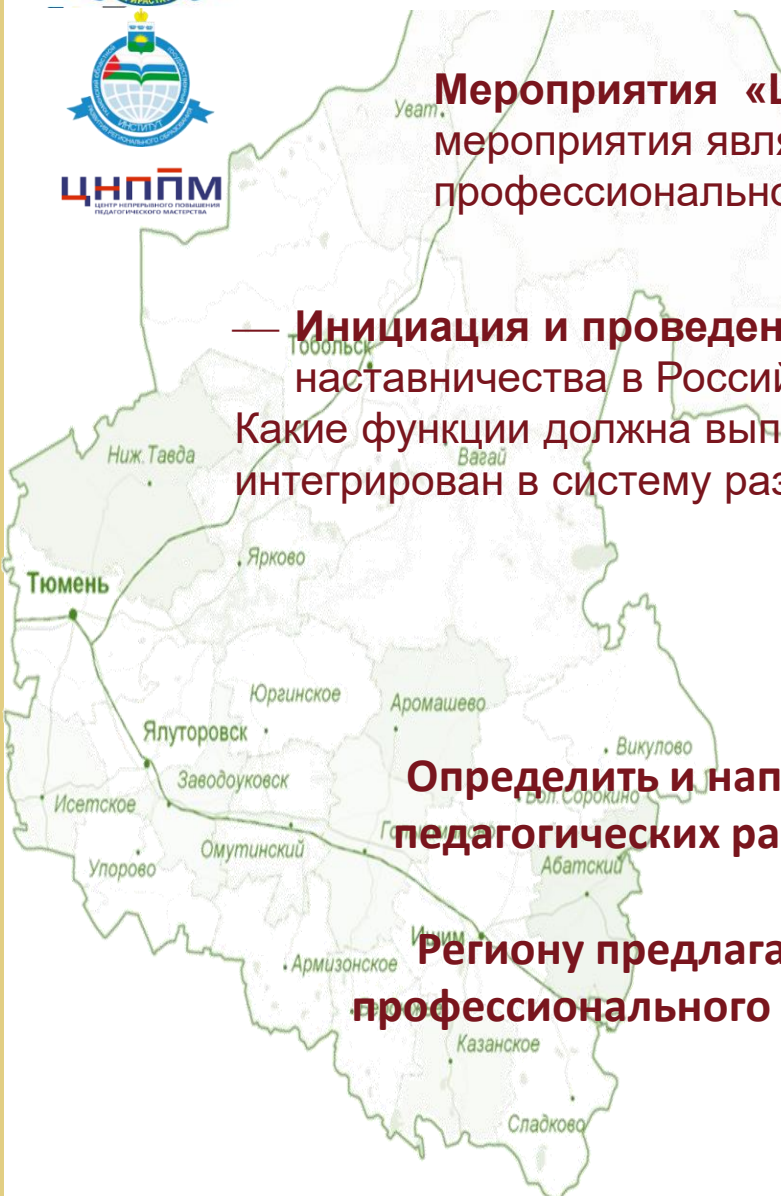 ИНСТИТУТ
ЦНППМ
ЦЕНТР НЕПРЕРЫВНОГО ПОВЫШЕНИЯ
ПЕДАГОГИЧЕСКОГО МАСТЕРСТВА
Уват
Мероприятия «
мероприятия явл
профессионально
— Инициация и проведен
Тобольск
наставничества в Россий
Какие функции должна вып
Ниж.Тавда
Вагай
интегрирован в систему раз
Ярково
Тюмень
Юргинское
Аромашево
Ялуторовск
Викулово
Заводоуковск
Определить и нап
Бол.Сорокино
Исетское
Омутинский
педагогических ра
Упорово
Абатский
Ишим
Региону предлага
Армизонское
профессионального
Казанское
Сладково